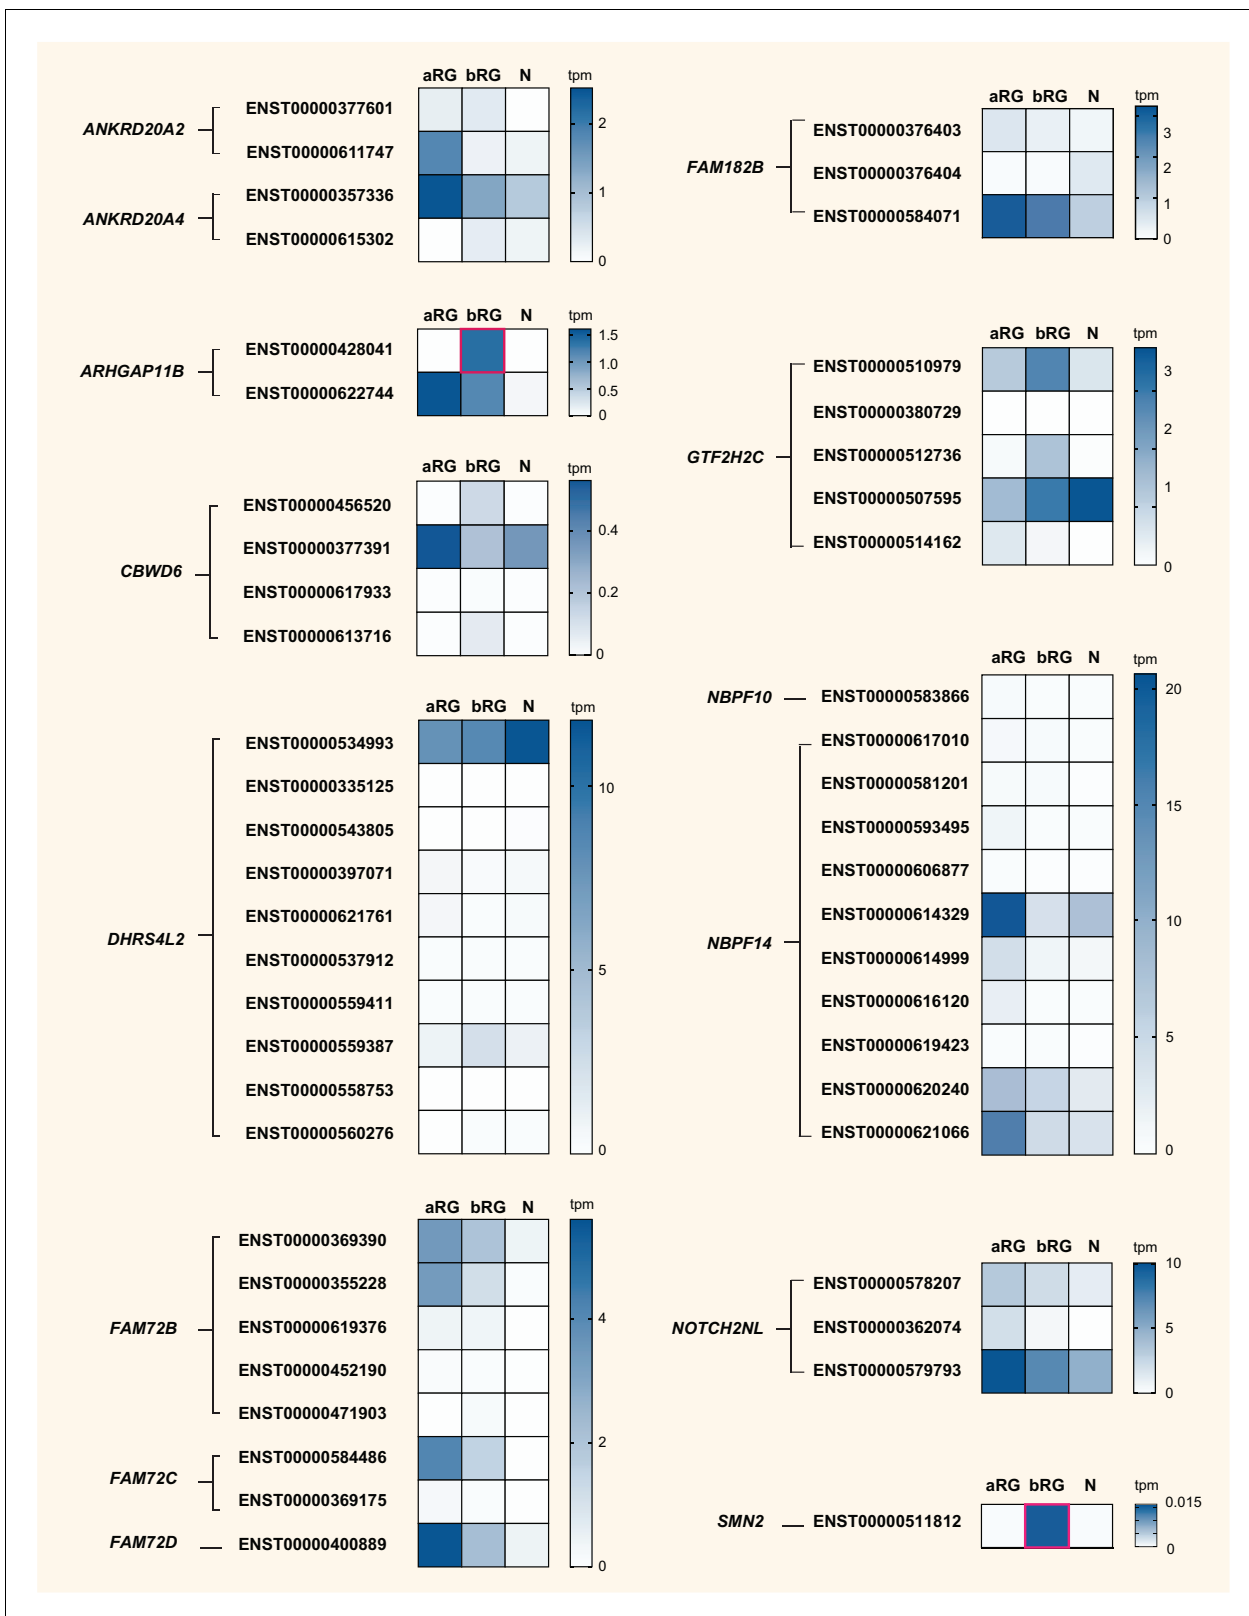 aRG bRG N tpm
ANKRD20A2
ENST00000377601
ENST00000611747
ANKRD20A4
ENST00000357336
ENST00000615302
2
1
0
aRG bRG N tpm
ARHGAP11B
ENST00000428041
ENST00000622744
1.5
1.0
0.5
0
aRG bRG N tpm
CBWD6
ENST00000456520
ENST00000377391
ENST00000617933
ENST00000613716
0.4
0.2
0
aRG bRG N tpm
DHRS4L2
ENST00000534993
ENST00000335125
ENST00000543805
ENST00000397071
ENST00000621761
ENST00000537912
ENST00000559411
ENST00000559387
ENST00000558753
ENST00000560276
10
5
0
aRG bRG N tpm
FAM72B
ENST00000369390
ENST00000355228
ENST00000619376
ENST00000452190
ENST00000471903
FAM72C
ENST00000584486
ENST00000369175
FAM72D
ENST00000400889
4
2
0
aRG bRG N tpm
FAM182B
ENST00000376403
ENST00000376404
ENST00000584071
3
2
1
0
aRG bRG N tpm
GTF2H2C
ENST00000510979
ENST00000380729
ENST00000512736
ENST00000507595
ENST00000514162
3
2
1
0
aRG bRG N tpm
NBPF10
ENST00000583866
NBPF14
ENST00000617010
ENST00000581201
ENST00000593495
ENST00000606877
ENST00000614329
ENST00000614999
ENST00000616120
ENST00000619423
ENST00000620240
ENST00000621066
20
15
10
5
0
aRG bRG N tpm
NOTCH2NL
ENST00000578207
ENST00000362074
ENST00000579793
10
5
0
aRG bRG N tpm
SMN2
ENST00000511812
0.015
0